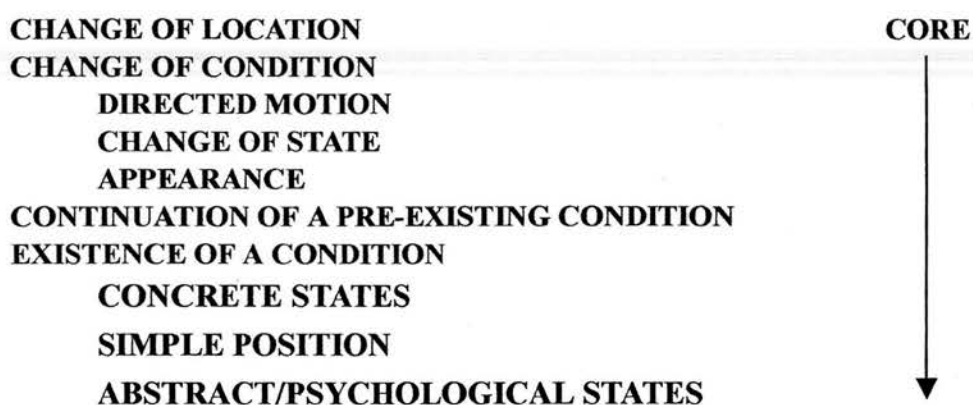 CHANGE OF LOCATION CORE
CHANGE OF CONDITION
DIRECTED MOTION
CHANGE OF STATE
APPEARANCE
CONTINUATION OF A PRE-EXISTING CONDITION
EXISTENCE OF A CONDITION
CONCRETE STATES
SIMPLE POSITION
ABSTRACT/PSYCHOLOGICAL STATES